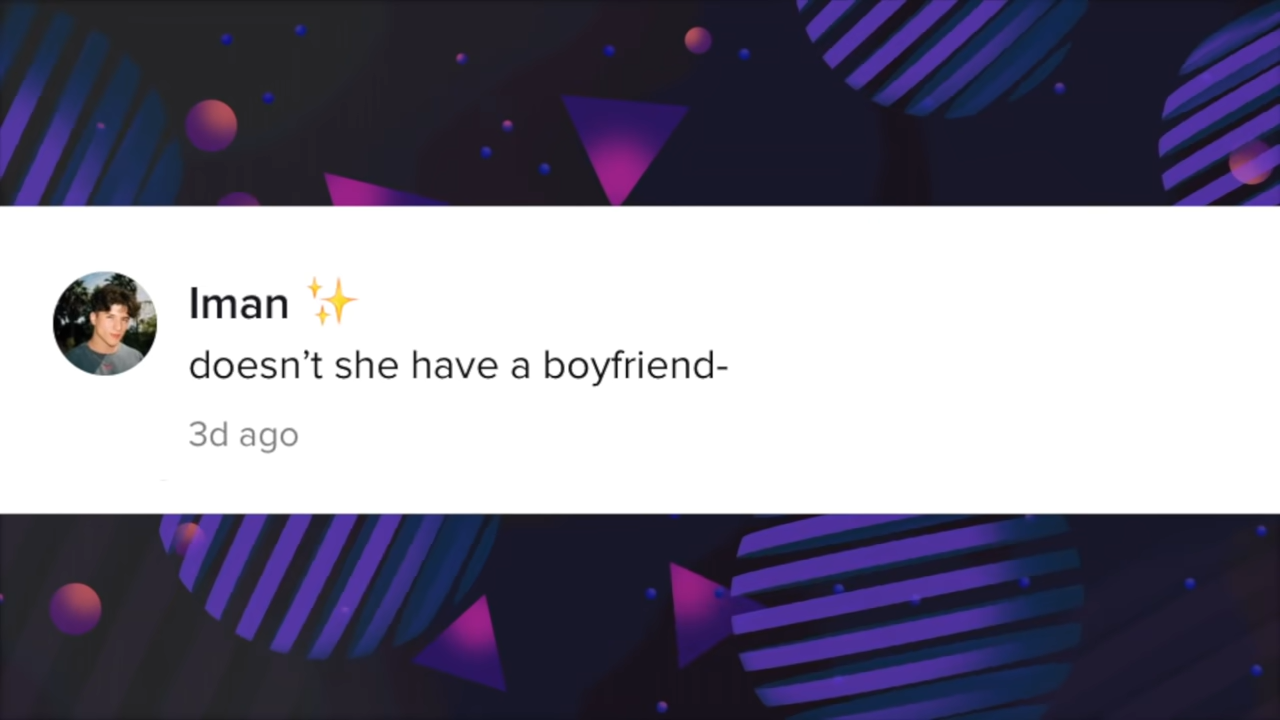 Iman ✨
doesn’t she have a boyfriend-
3d ago